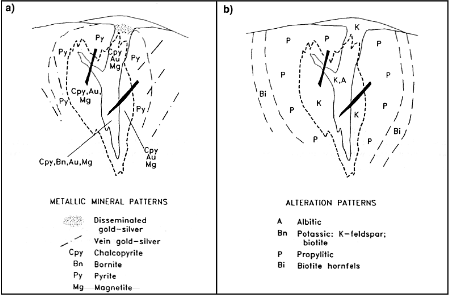 a)
Py
Py
Cpy
Au
Mg
Py
Py
Cpy, Au,
Mg
Py
Cpy, Bn, Au, Mg
Cpy
Au
Mg
METALLIC MINERAL PATTERNS
Disseminated
gold-silver
Vein gold-silver
Cpy Chalcopyrite
Bn Bornite
Py Pyrite
Mg Magnetite
b)
K
P
P
P
P
K,A
Bi
P
K
K
P
P
P
Bi
ALTERATION PATTERNS
A Albitic
Bn Potassic: K-feldspar;
biotite
P Propylitic
Bi Biotite hornfels